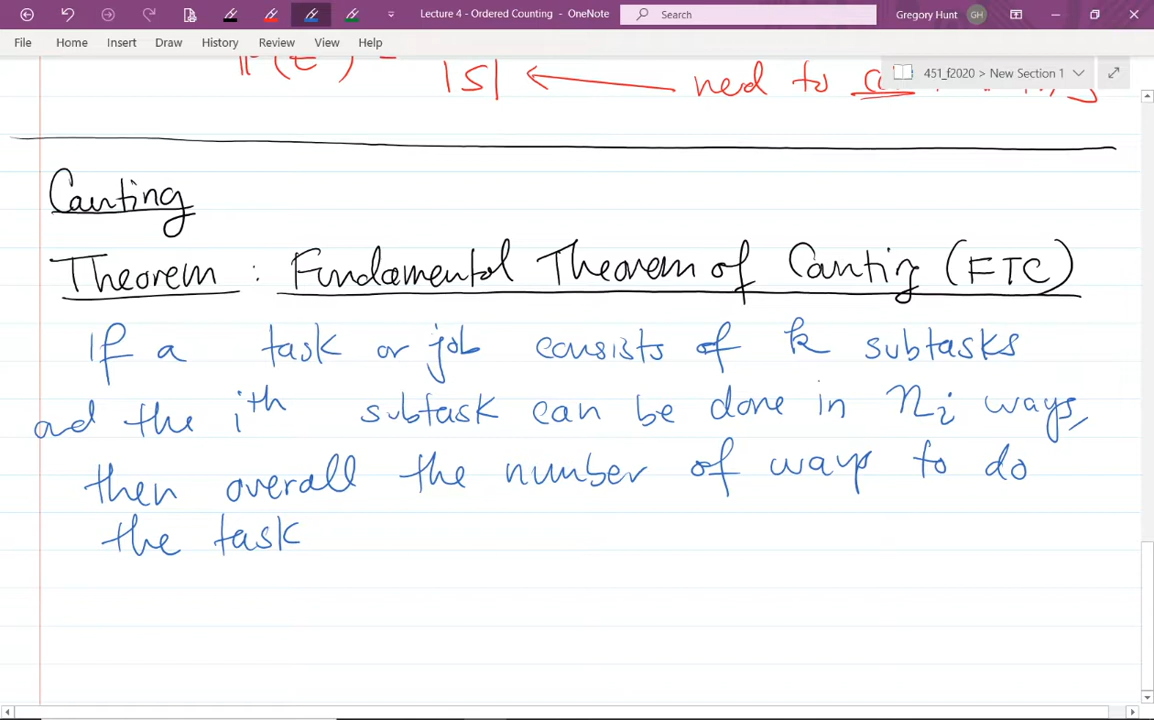 Lecture 4 - Ordered Counting - OneNote
Search
Gregory Hunt GH
File Home Insert Draw History Review View Help
451_f2020 > New Section 1
|S| need to
Counting
Theorem : Fundamental Theorem of Counting (FTC)
If a task or job consists of k subtasks
and the ith subtask can be done in ni ways,
then overall the number of ways to do
the task